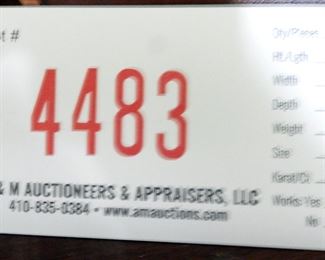 t #
4483
& M AUCTIONEERS & APPRAISERS, LLC
410-835-0384 • www.amauctions.com
Qty/Pieces
Ht./Lgth
Width
Depth
Weight
Size
Karat/Ct
Works: Yes
No